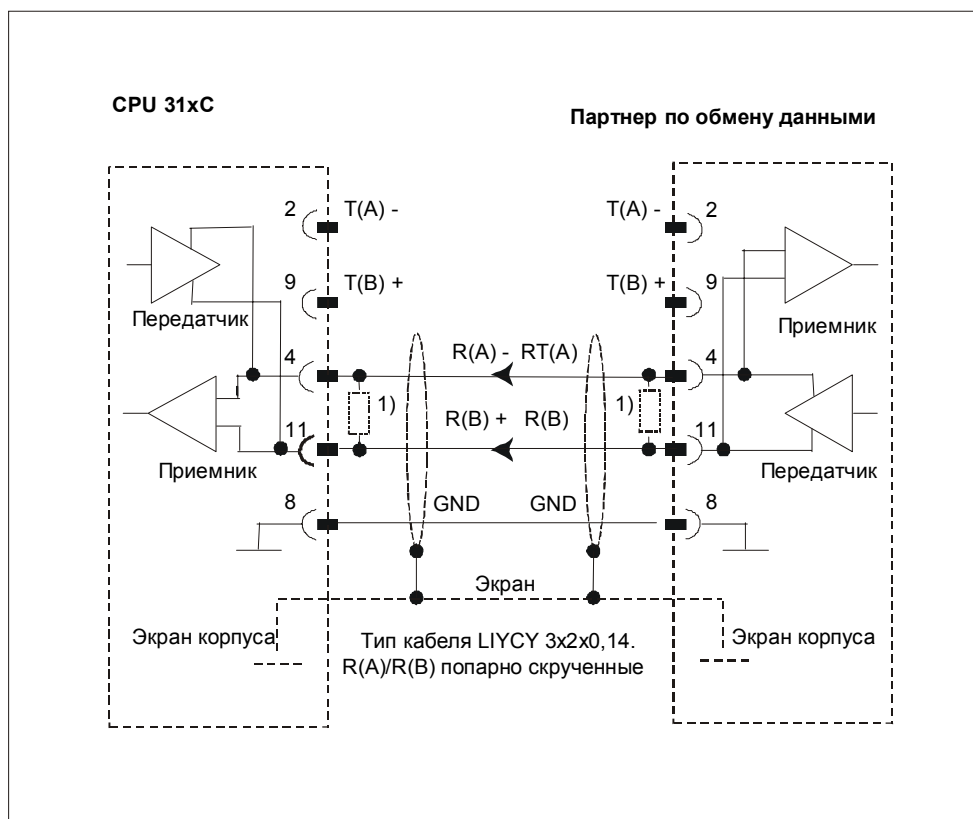 CPU 31xC
Партнер по обмену данными
2 T(A) - T(A) - 2
9 T(B) + T(B) + 9
Передатчик Приемник
4 R(A) - RT(A) 4
1) 1)
11 R(B) + R(B) 11
Приемник Передатчик
8 GND GND 8
Экран
Экран корпуса Тип кабеля LIYCY 3x2x0,14. Экран корпуса
R(A)/R(B) попарно скрученные